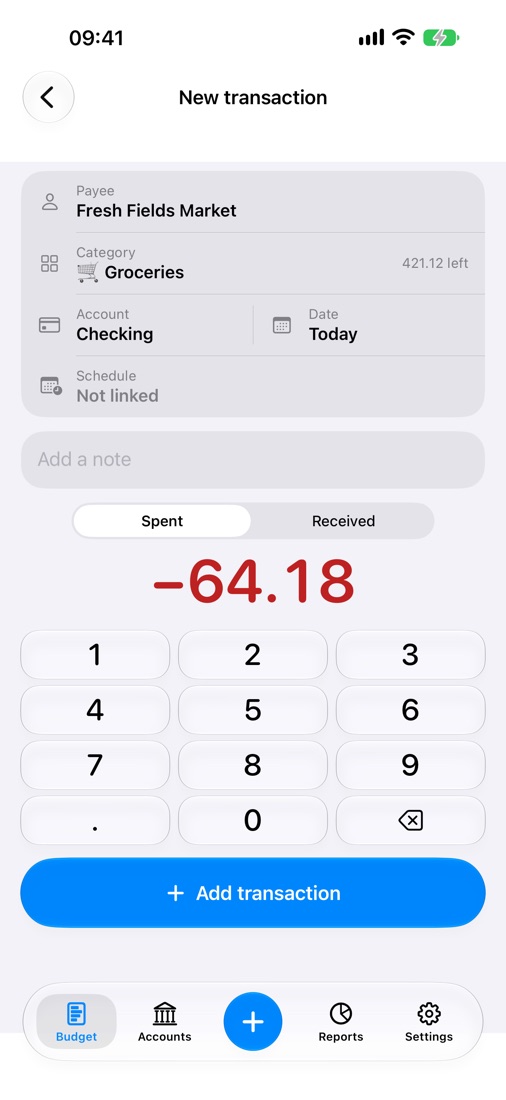 09:41
New transaction
Payee
Fresh Fields Market
Category
🛒 Groceries
421.12 left
Account
Checking
Date
Today
Schedule
Not linked
Add a note
Spent
Received
−64.18
1
2
3
4
5
6
7
8
9
.
0
+ Add transaction
Budget
Accounts
+
Reports
Settings